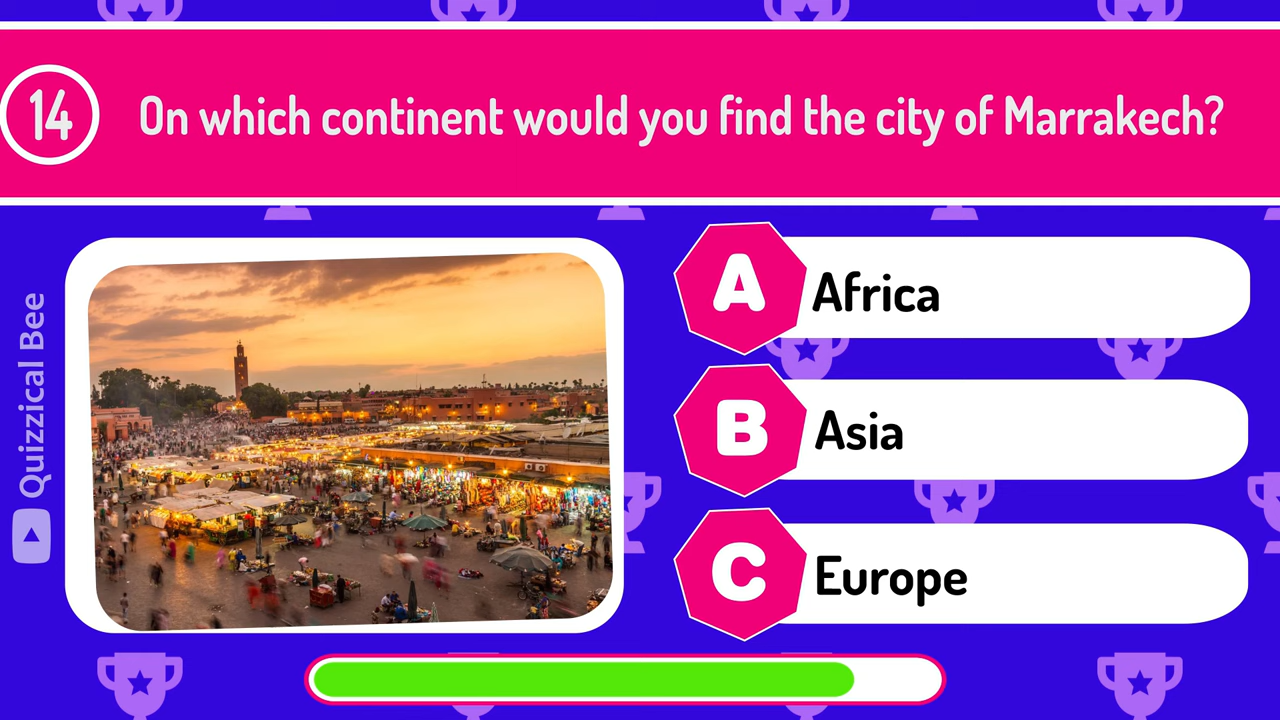 14
On which continent would you find the city of Marrakech?
Quizzical Bee
A
Africa
B
Asia
C
Europe